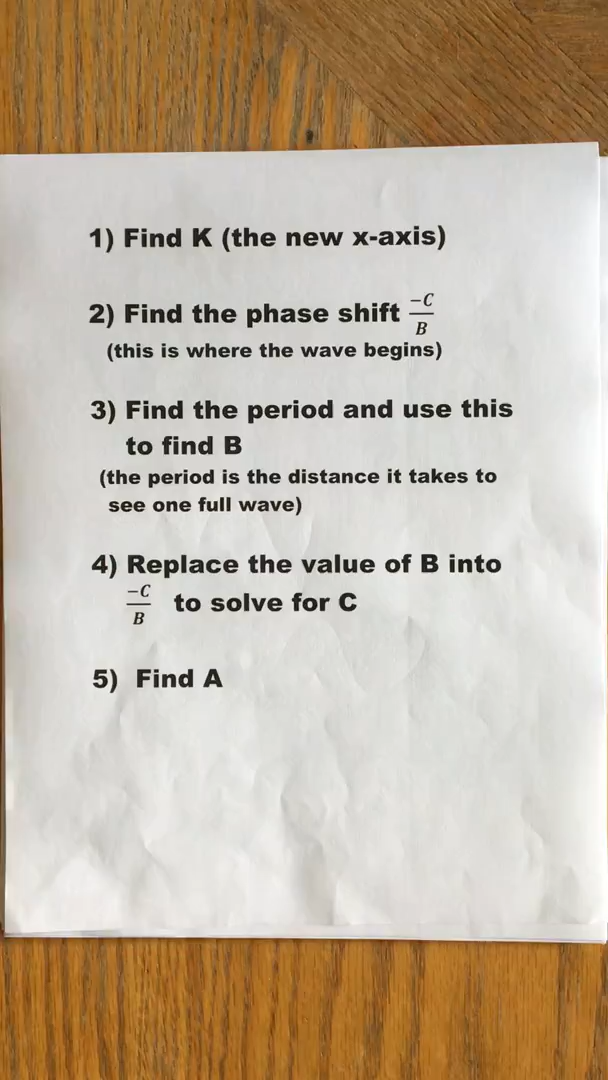 1) Find K (the new x-axis)
2) Find the phase shift −C/B
(this is where the wave begins)
3) Find the period and use this
to find B
(the period is the distance it takes to
see one full wave)
4) Replace the value of B into
−C/B to solve for C
5) Find A